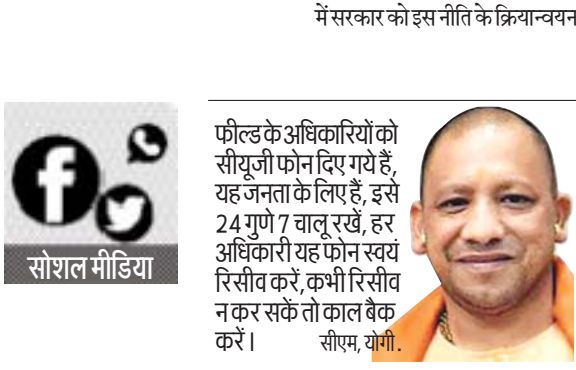 में सरकार को इस नीति के क्रियान्वयन
सोशल मीडिया
फील्ड के अधिकारियों को
सीयूजी फोन दिए गये हैं,
यह जनता के लिए हैं, इसे
24 गुणे 7 चालू रखें, हर
अधिकारी यह फोन स्वयं
रिसीव करें, कभी रिसीव
न कर सकें तो काल बैक
करें ।
सीएम, योगी.